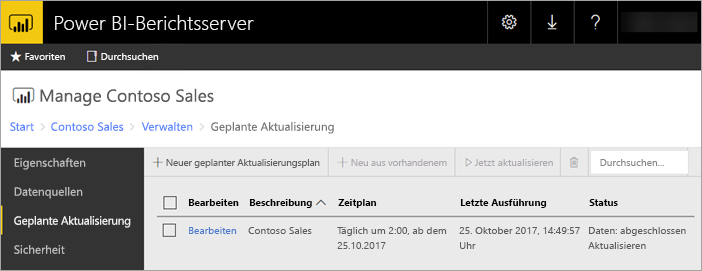 Power BI-Berichtsserver
?
Favoriten Durchsuchen
Manage Contoso Sales
Start > Contoso Sales > Verwalten > Geplante Aktualisierung
Eigenschaften
Datenquellen
Geplante Aktualisierung
Sicherheit
+ Neuer geplanter Aktualisierungsplan + Neu aus vorhandenem Jetzt aktualisieren Durchsuchen...
Bearbeiten Beschreibung Zeitplan Letzte Ausführung Status
Bearbeiten Contoso Sales Täglich um 2:00, ab dem 25. Oktober 2017, 14:49:57 Daten: abgeschlossen
25.10.2017 Uhr Aktualisieren